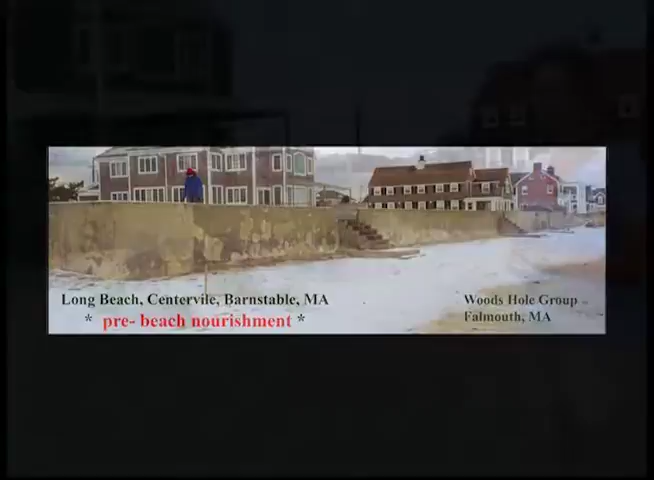 Long Beach, Centervile, Barnstable, MA
* pre- beach nourishment *
Woods Hole Group
Falmouth, MA